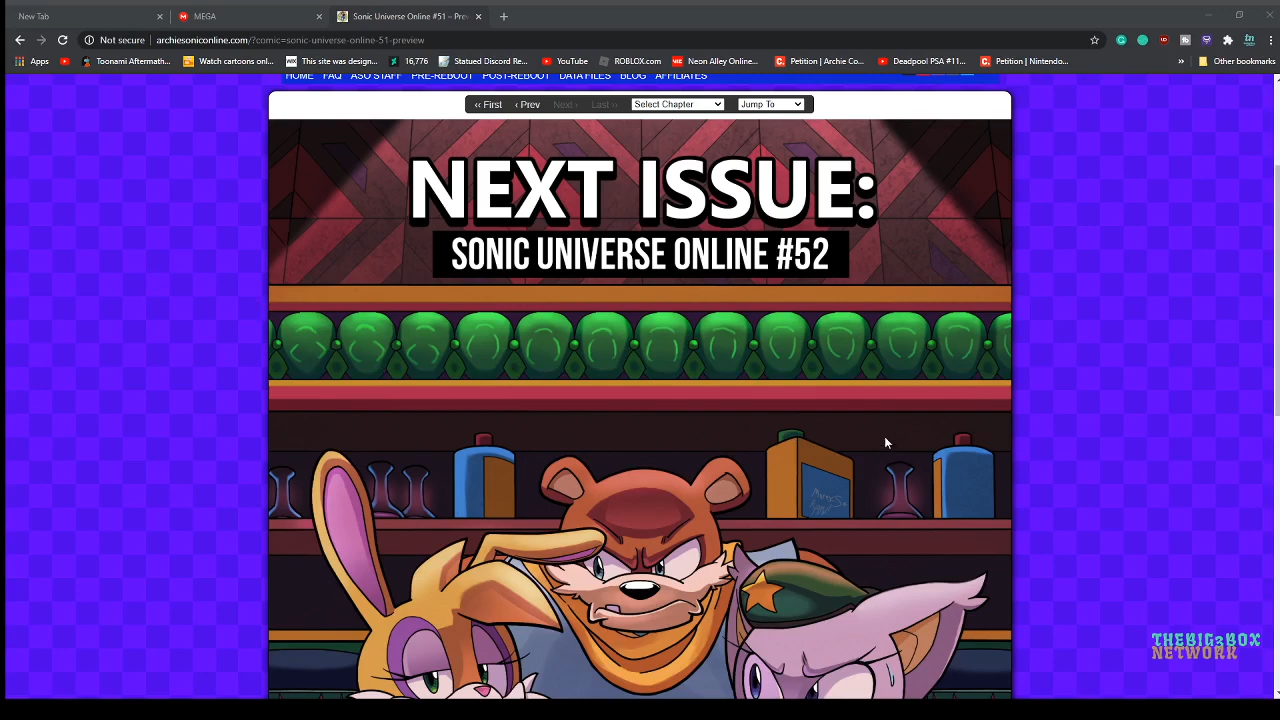 New Tab
MEGA
Sonic Universe Online #51 – Prev
Not secure archiesoniconline.com/?comic=sonic-universe-online-51-preview
Apps Toonami Aftermath... Watch cartoons onl... WIX This site was design... 16,776 Statued Discord Re... YouTube ROBLOX.com Neon Alley Online... Petition | Archie Co... Deadpool PSA #11... Petition | Nintendo... » Other bookmarks
HOME FAQ ASO STAFF PRE-REBOOT POST-REBOOT DATA FILES BLOG AFFILIATES
‹‹ First ‹ Prev Next › Last ›› Select Chapter Jump To
NEXT ISSUE:
SONIC UNIVERSE ONLINE #52
THEBIG3BOX
NETWORK